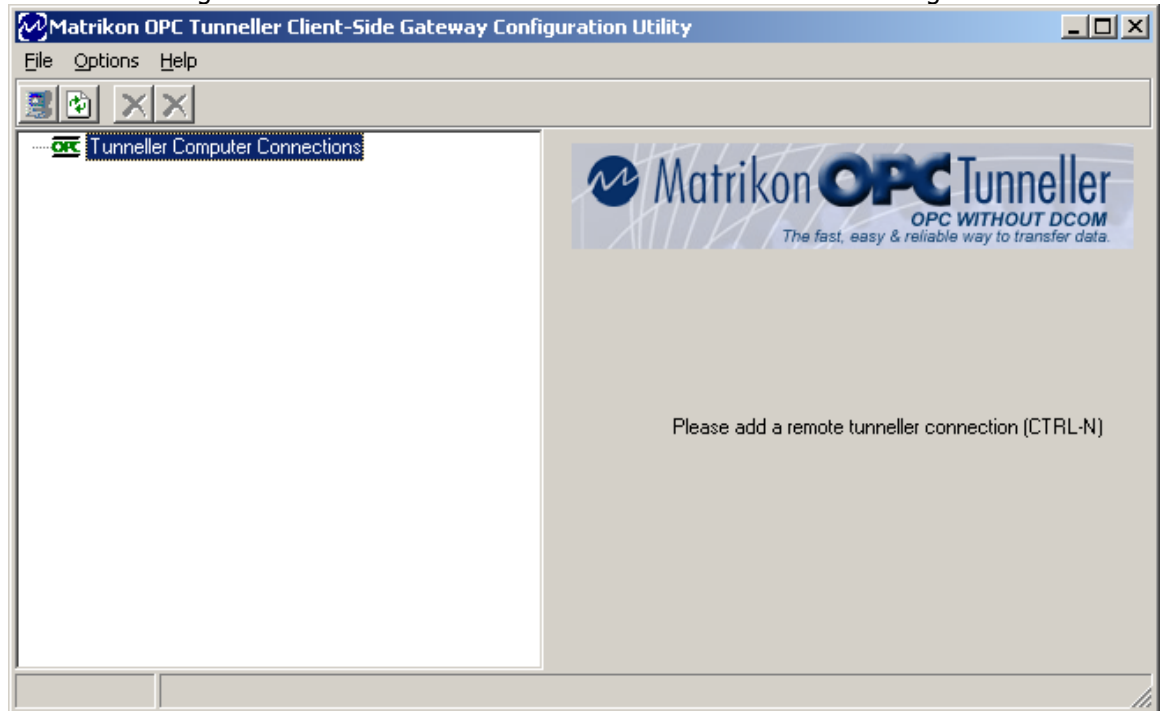 Matrikon OPC Tunneller Client-Side Gateway Configuration Utility
File Options Help
OPC Tunneller Computer Connections
Matrikon OPC Tunneller
OPC WITHOUT DCOM
The fast, easy & reliable way to transfer data.
Please add a remote tunneller connection (CTRL-N)